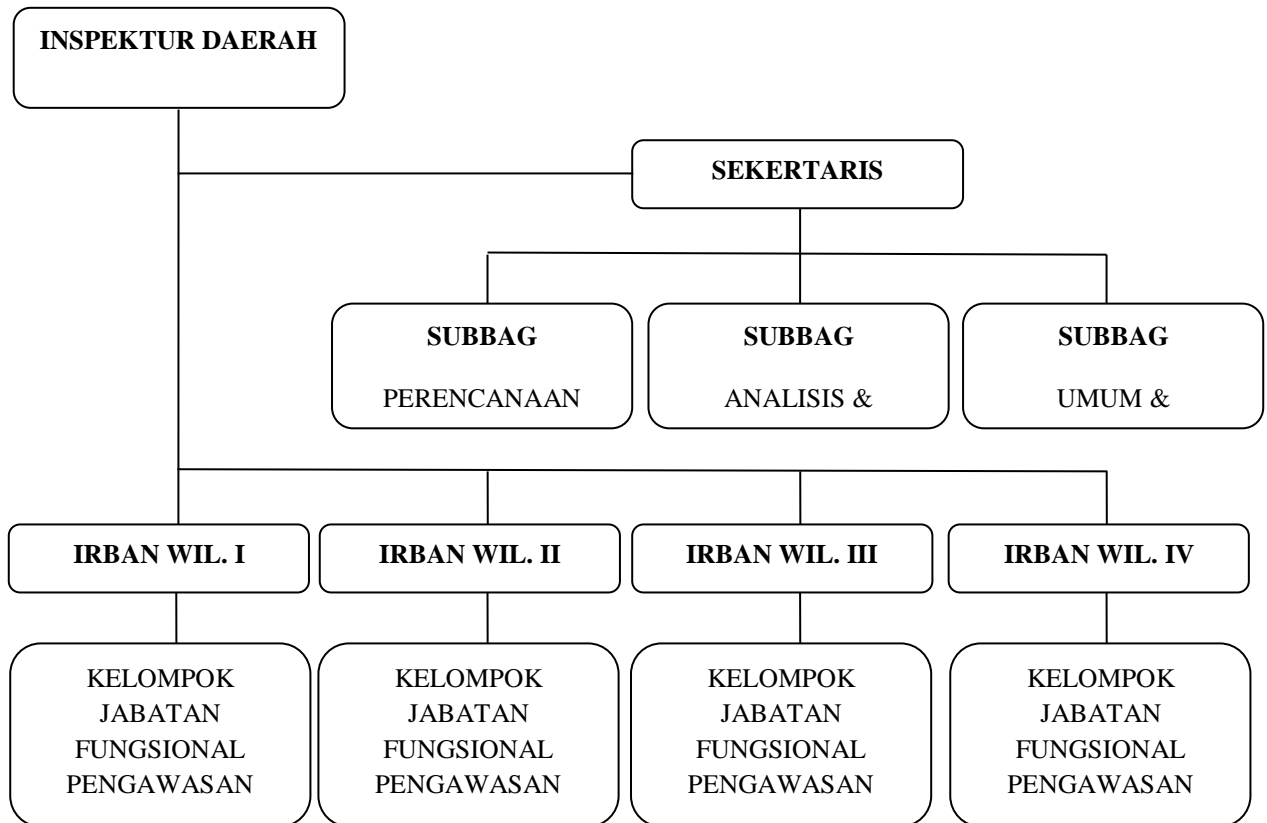 INSPEKTUR DAERAH
SEKERTARIS
SUBBAG
PERENCANAAN
SUBBAG
ANALISIS &
SUBBAG
UMUM &
IRBAN WIL. I
IRBAN WIL. II
IRBAN WIL. III
IRBAN WIL. IV
KELOMPOK
JABATAN
FUNGSIONAL
PENGAWASAN
KELOMPOK
JABATAN
FUNGSIONAL
PENGAWASAN
KELOMPOK
JABATAN
FUNGSIONAL
PENGAWASAN
KELOMPOK
JABATAN
FUNGSIONAL
PENGAWASAN